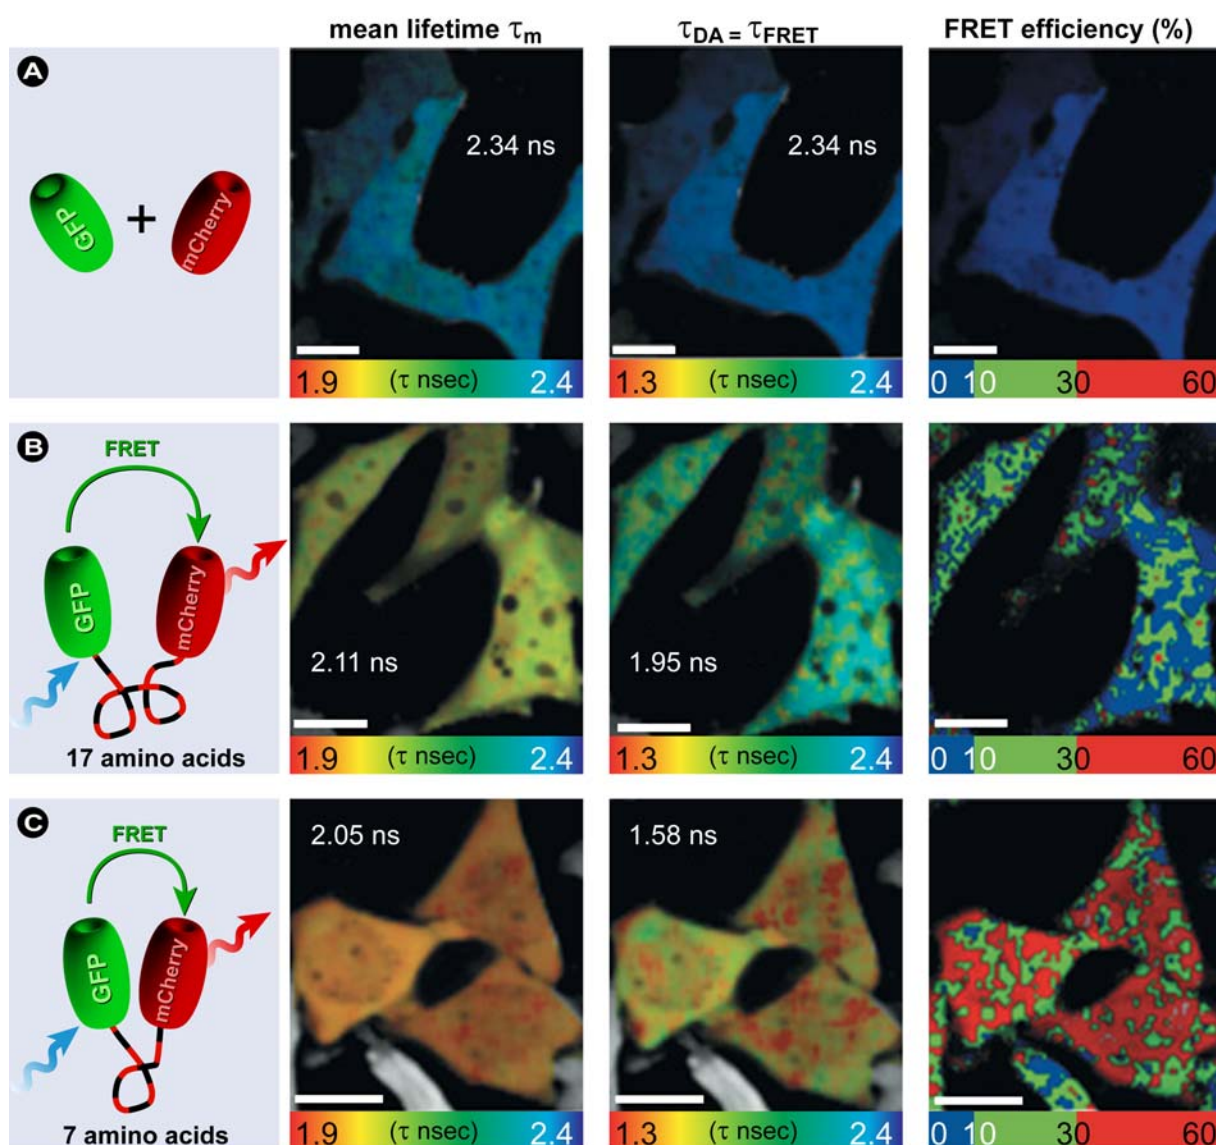 mean lifetime τm
τDA = τFRET
FRET efficiency (%)
A
GFP
+
mCherry
2.34 ns
2.34 ns
1.9 (τ nsec) 2.4
1.3 (τ nsec) 2.4
0 10 30 60
B
FRET
GFP
mCherry
17 amino acids
2.11 ns
1.95 ns
1.9 (τ nsec) 2.4
1.3 (τ nsec) 2.4
0 10 30 60
C
FRET
GFP
mCherry
7 amino acids
2.05 ns
1.58 ns
1.9 (τ nsec) 2.4
1.3 (τ nsec) 2.4
0 10 30 60